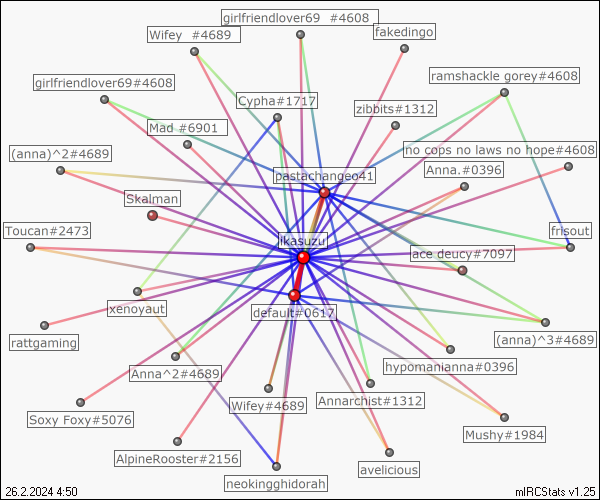 girlfriendlover69 #4608
Wifey #4689
fakedingo
girlfriendlover69#4608
ramshackle gorey#4608
Cypha#1717
zibbits#1312
Mad #6901
(anna)^2#4689
no cops no laws no hope#4608
pastachangeo41
Anna.#0396
Skalman
Toucan#2473
frisout
ikasuzu
ace deucy#7097
xenoyaut
default#0617
rattgaming
(anna)^3#4689
Anna^2#4689
hypomanianna#0396
Wifey#4689
Annarchist#1312
Soxy Foxy#5076
Mushy#1984
AlpineRooster#2156
avelicious
neokingghidorah
26.2.2024 4:50
mIRCStats v1.25